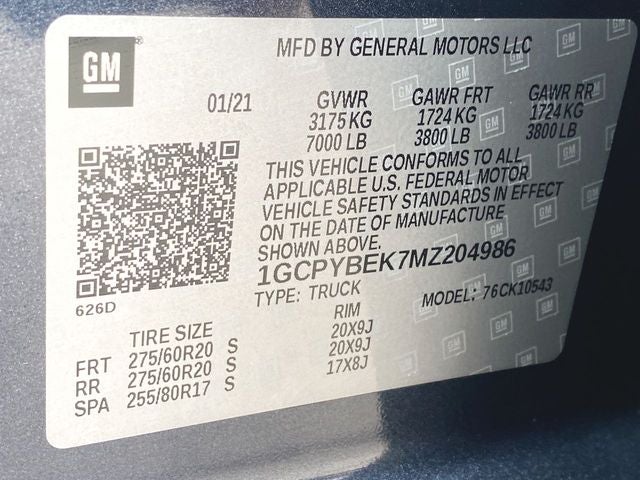 GM
MFD BY GENERAL MOTORS LLC
01/21 GVWR GAWR FRT GAWR RR
3175 KG 1724 KG 1724 KG
7000 LB 3800 LB 3800 LB
THIS VEHICLE CONFORMS TO ALL
APPLICABLE U.S. FEDERAL MOTOR
VEHICLE SAFETY STANDARDS IN EFFECT
ON THE DATE OF MANUFACTURE
SHOWN ABOVE.
1GCPYBEK7MZ204986
626D
TYPE: TRUCK MODEL: 76CK10543
TIRE SIZE RIM
FRT 275/60R20 S 20X9J
RR 275/60R20 S 20X9J
SPA 255/80R17 S 17X8J